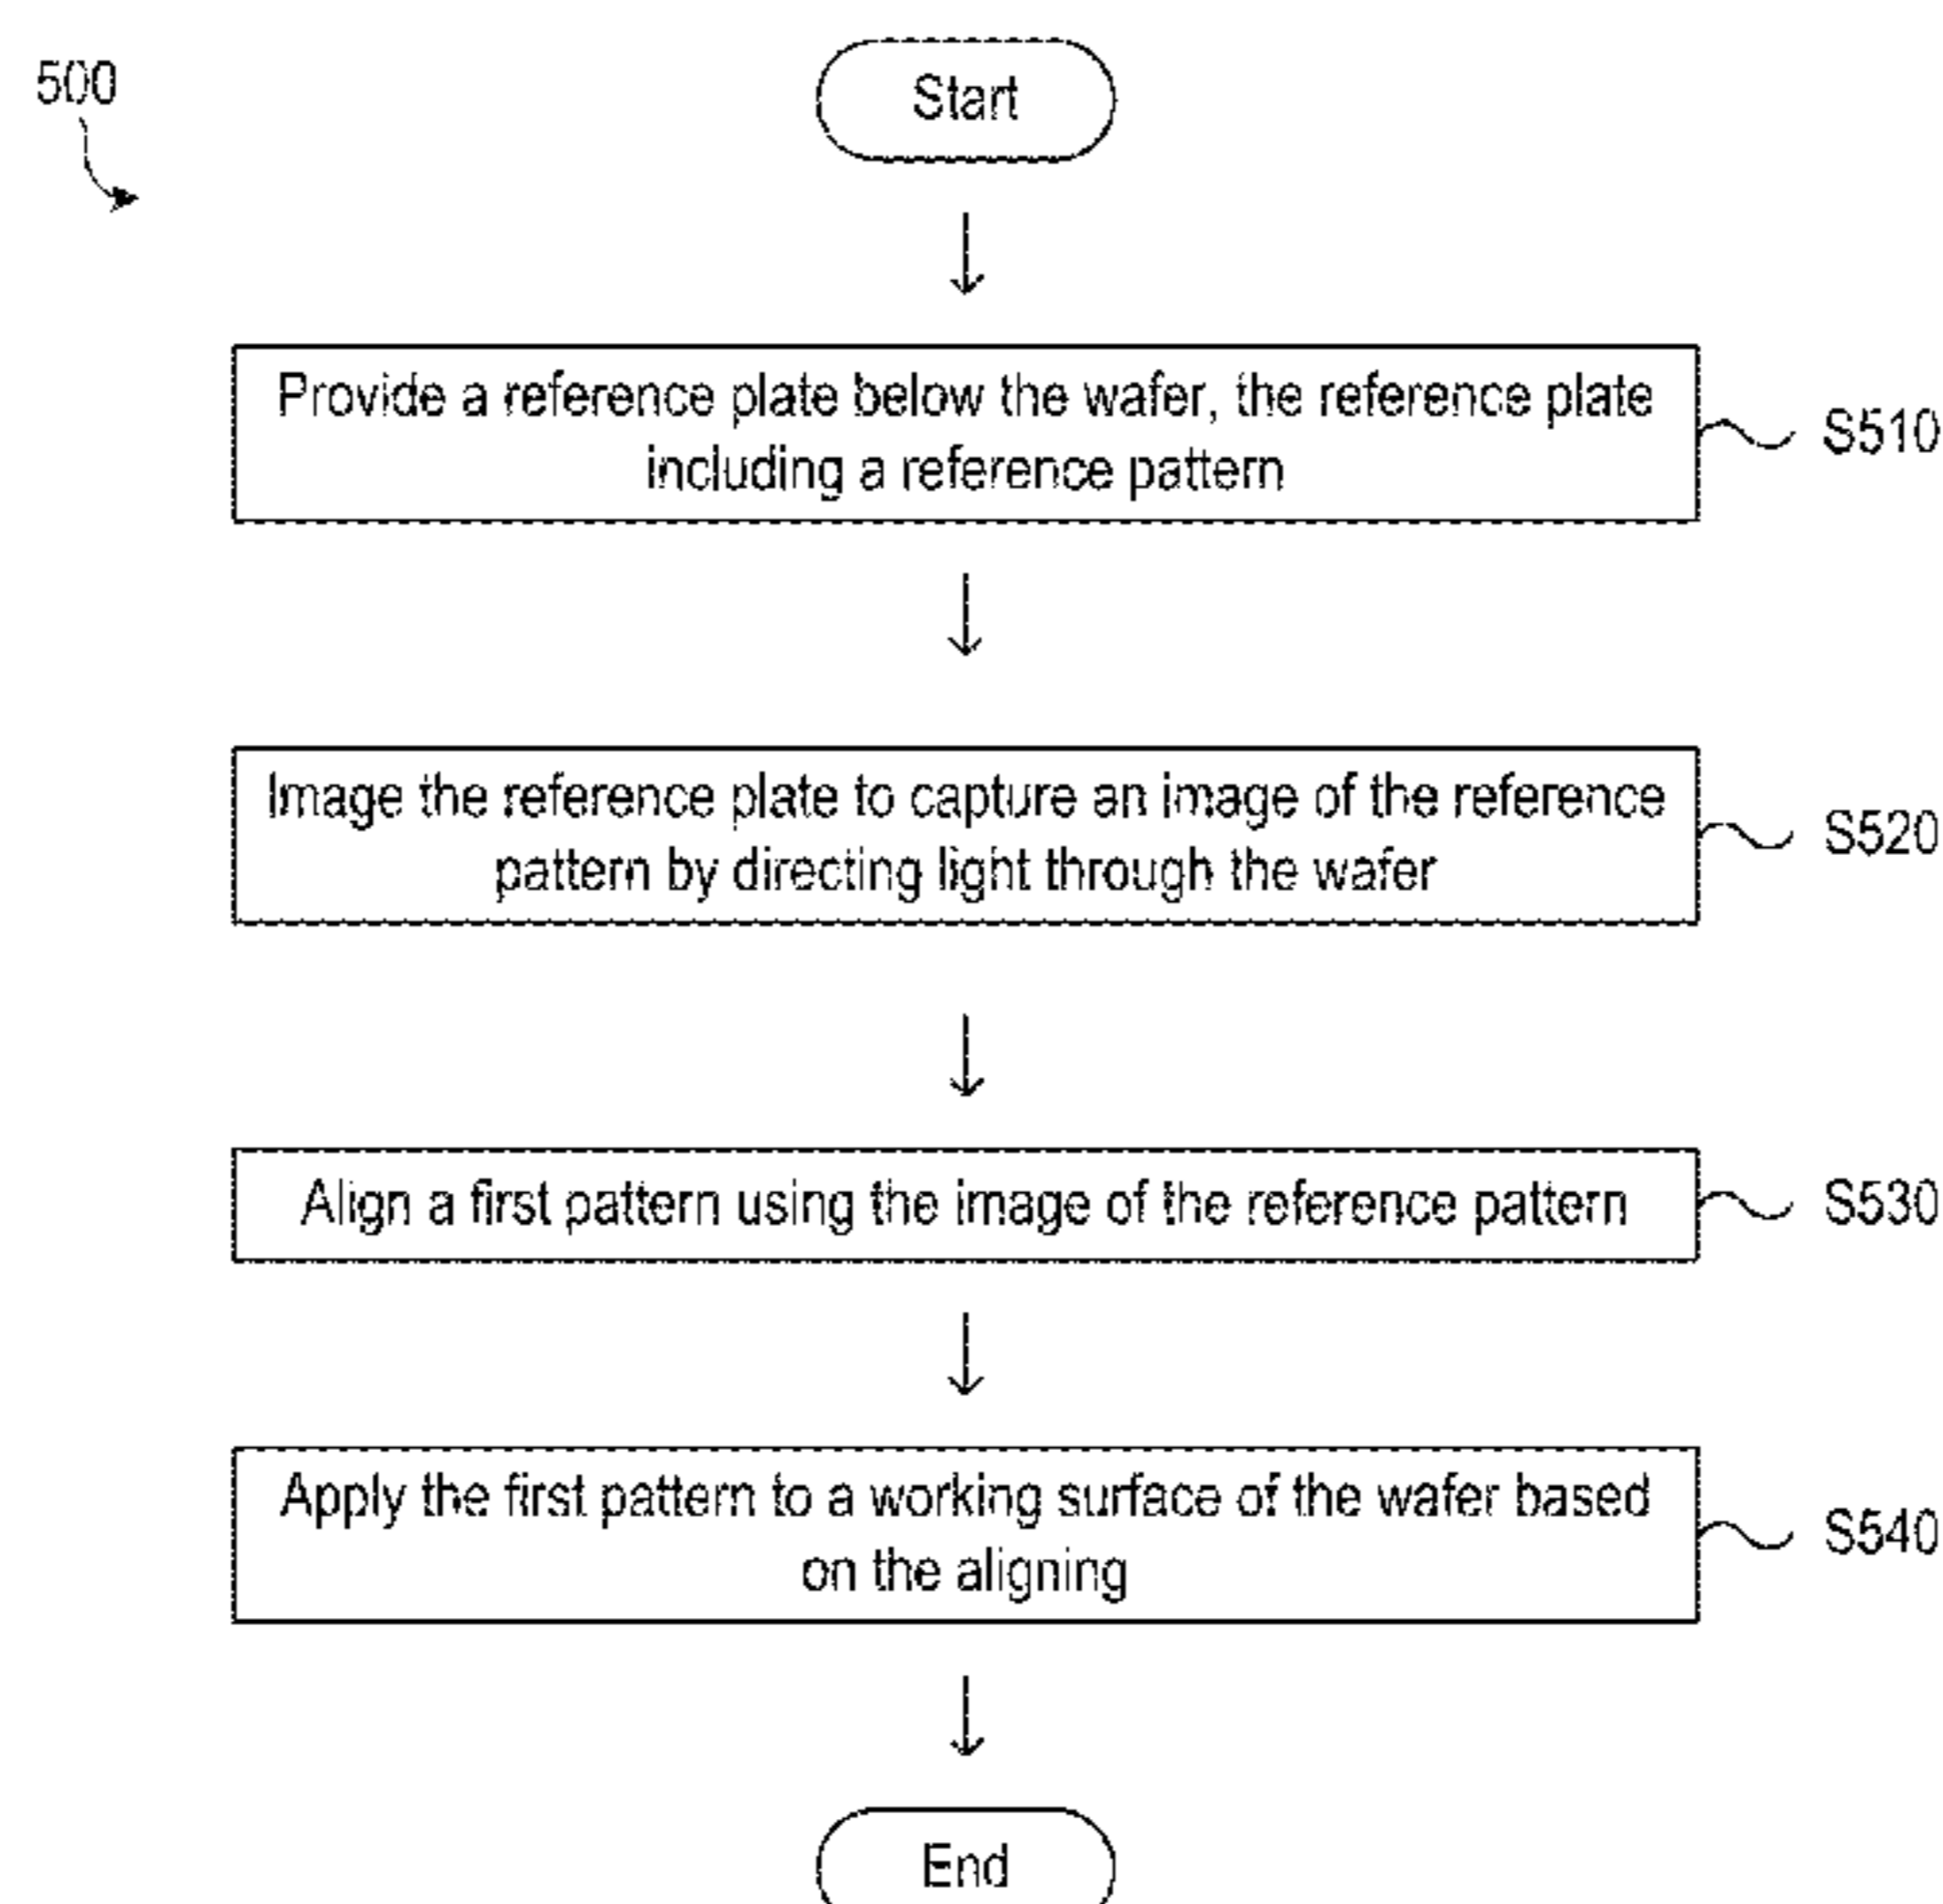 500
Start
Provide a reference plate below the wafer, the reference plate
including a reference pattern
S510
Image the reference plate to capture an image of the reference
pattern by directing light through the wafer
S520
Align a first pattern using the image of the reference pattern
S530
Apply the first pattern to a working surface of the wafer based
on the aligning
S540
End